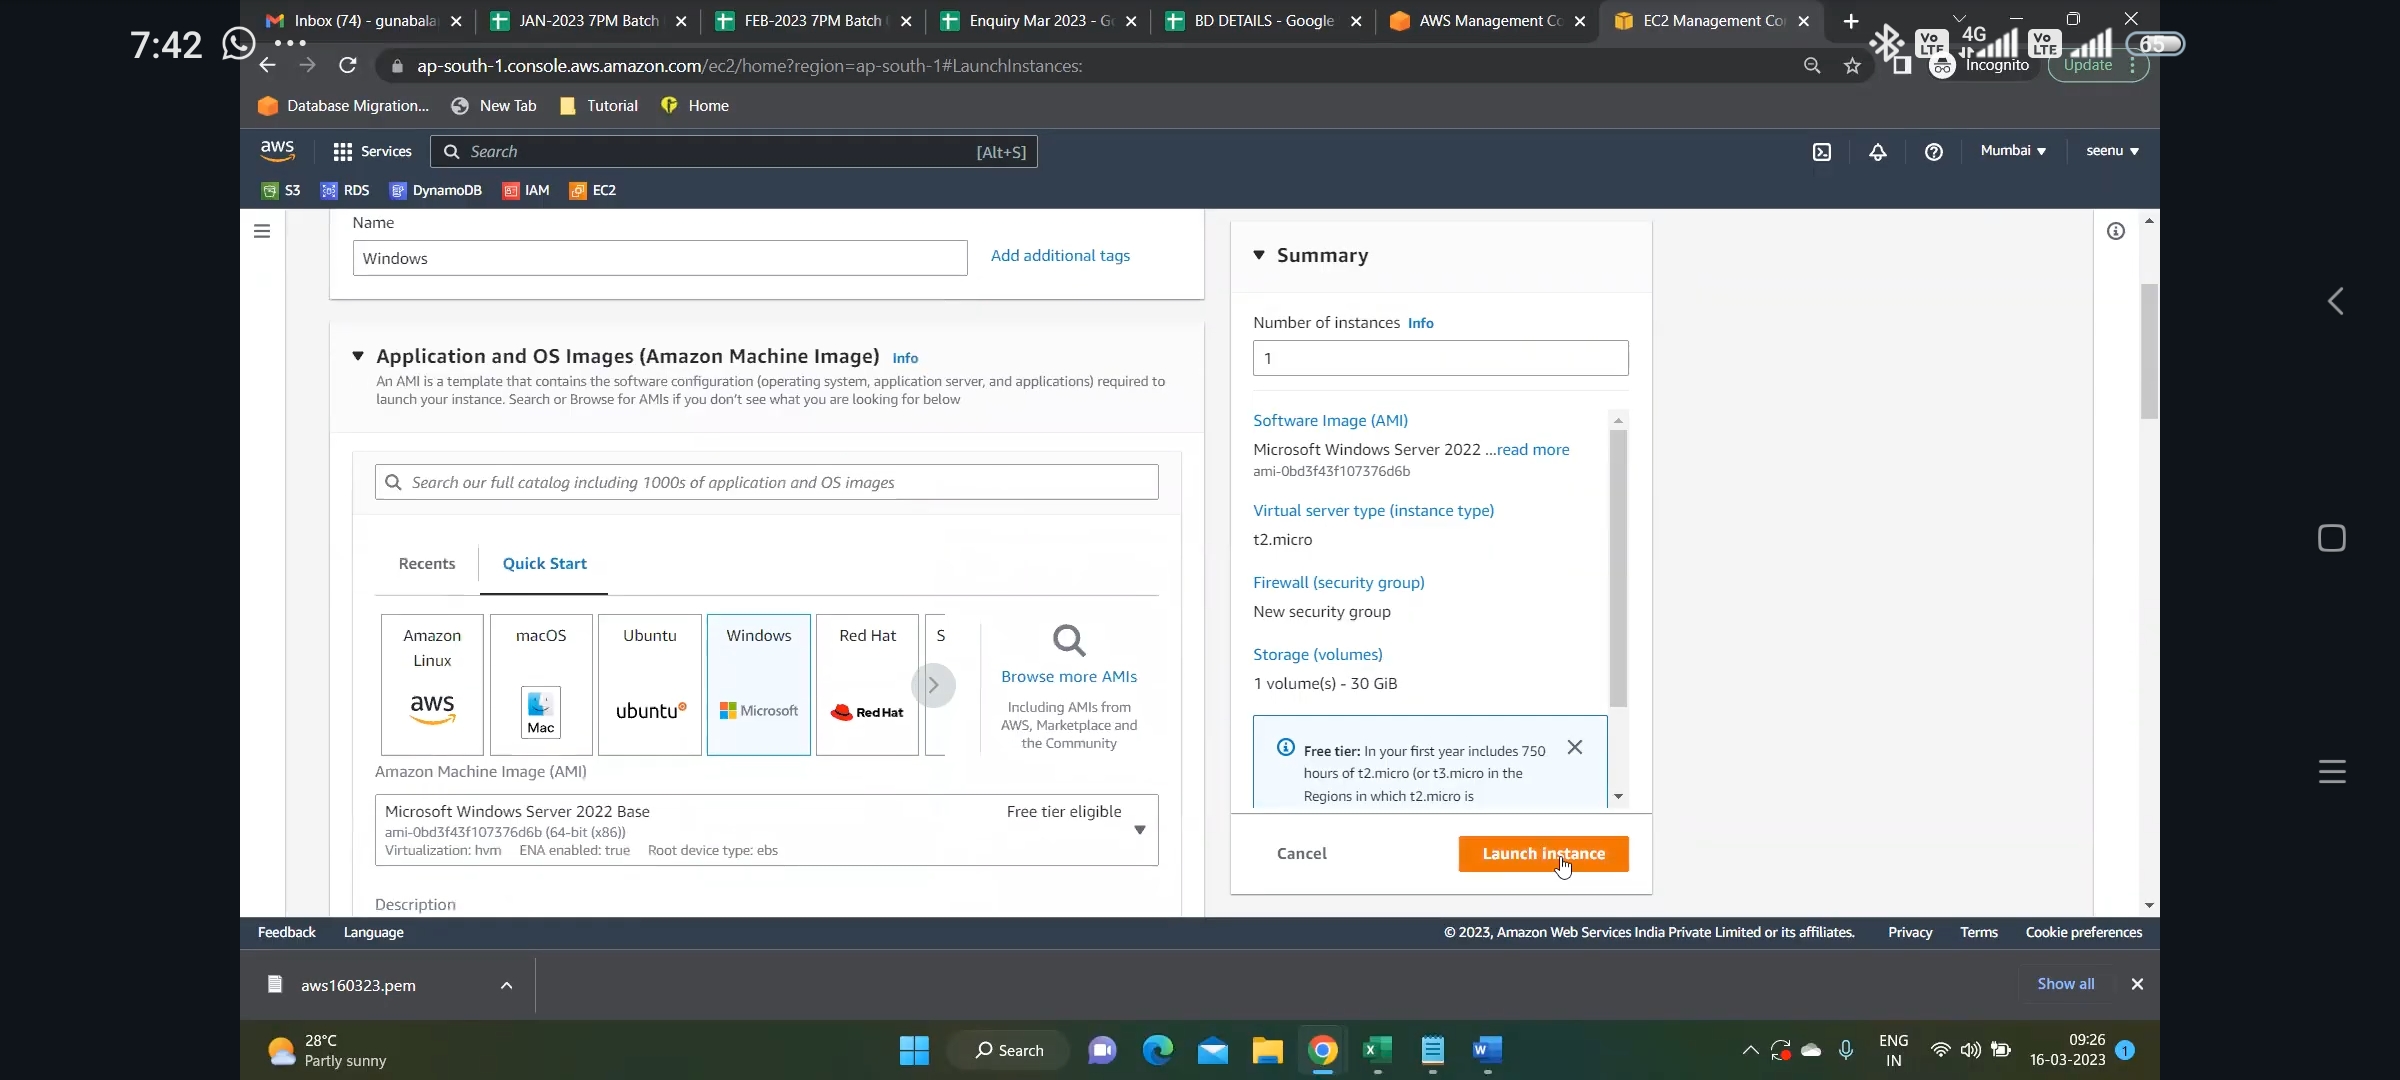 7:42
Inbox (74) - gunabala
JAN-2023 7PM Batch
FEB-2023 7PM Batch
Enquiry Mar 2023 - G
BD DETAILS - Google
AWS Management Co
EC2 Management Co
Vo LTE
4G
Vo LTE
65
ap-south-1.console.aws.amazon.com/ec2/home?region=ap-south-1#LaunchInstances:
Incognito
Update
Database Migration...
New Tab
Tutorial
Home
aws
Services
Search
[Alt+S]
Mumbai
seenu
S3
RDS
DynamoDB
IAM
EC2
Name
Windows
Add additional tags
Application and OS Images (Amazon Machine Image) Info
An AMI is a template that contains the software configuration (operating system, application server, and applications) required to
launch your instance. Search or Browse for AMIs if you don't see what you are looking for below
Search our full catalog including 1000s of application and OS images
Recents
Quick Start
Amazon
Linux
aws
macOS
Mac
Ubuntu
ubuntu
Windows
Microsoft
Red Hat
Red Hat
S
Browse more AMIs
Including AMIs from
AWS, Marketplace and
the Community
Amazon Machine Image (AMI)
Microsoft Windows Server 2022 Base
Free tier eligible
ami-0bd3f43f107376d6b (64-bit (x86))
Virtualization: hvm ENA enabled: true Root device type: ebs
Description
Summary
Number of instances Info
1
Software Image (AMI)
Microsoft Windows Server 2022 ...read more
ami-0bd3f43f107376d6b
Virtual server type (instance type)
t2.micro
Firewall (security group)
New security group
Storage (volumes)
1 volume(s) - 30 GiB
Free tier: In your first year includes 750
hours of t2.micro (or t3.micro in the
Regions in which t2.micro is
Cancel
Launch instance
Feedback
Language
© 2023, Amazon Web Services India Private Limited or its affiliates.
Privacy
Terms
Cookie preferences
aws160323.pem
Show all
28°C
Partly sunny
Search
ENG
IN
09:26
16-03-2023
1